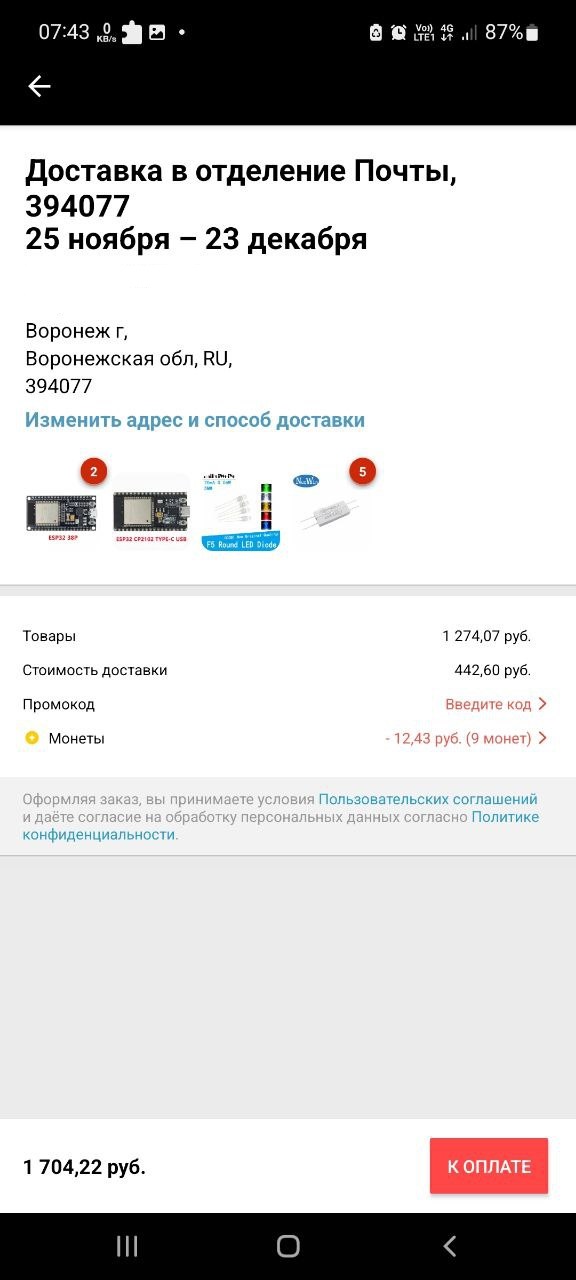 07:43
0
KB/s
Vo))
LTE1
4G
87%
Доставка в отделение Почты,
394077
25 ноября – 23 декабря
Воронеж г,
Воронежская обл, RU,
394077
Изменить адрес и способ доставки
2
5
ESP32 38P
ESP32 CP2102 TYPE-C USB
F5 Round LED Diode
Товары 1 274,07 руб.
Стоимость доставки 442,60 руб.
Промокод Введите код
Монеты - 12,43 руб. (9 монет)
Оформляя заказ, вы принимаете условия Пользовательских соглашений
и даёте согласие на обработку персональных данных согласно Политике
конфиденциальности.
1 704,22 руб.
К ОПЛАТЕ